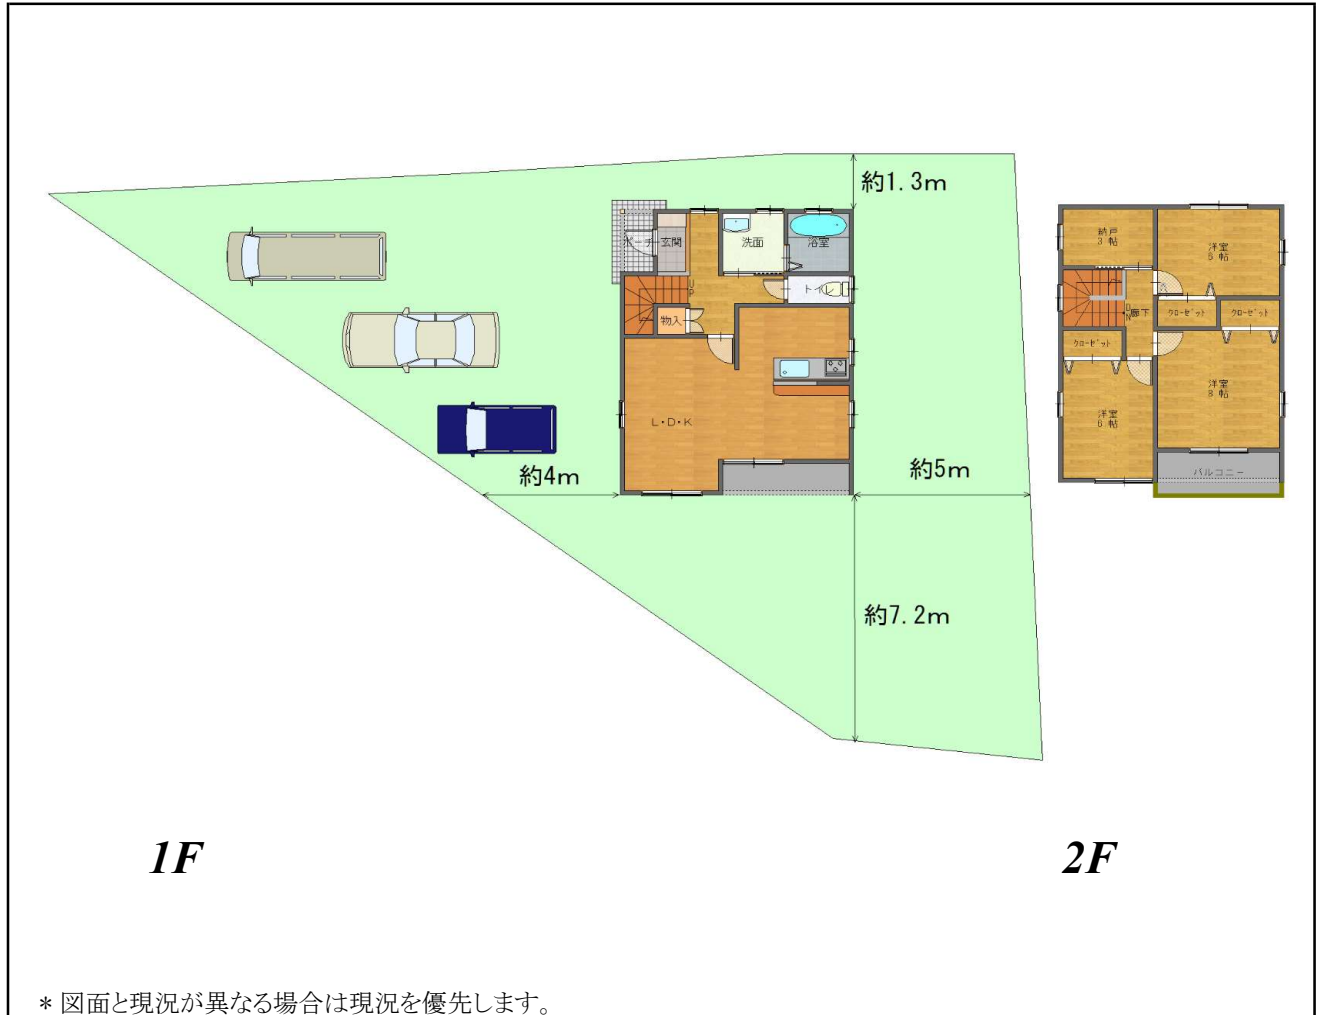 約1.3m
ポーチ
玄関
洗面
浴室
UP
トイレ
物入
L・D・K
約4m
約5m
約7.2m
納戸
3 帖
洋室
6 帖
DN
廊下
クローゼット
クローゼット
クローゼット
洋室
8 帖
洋室
6 帖
バルコニー
1F
2F
* 図面と現況が異なる場合は現況を優先します。